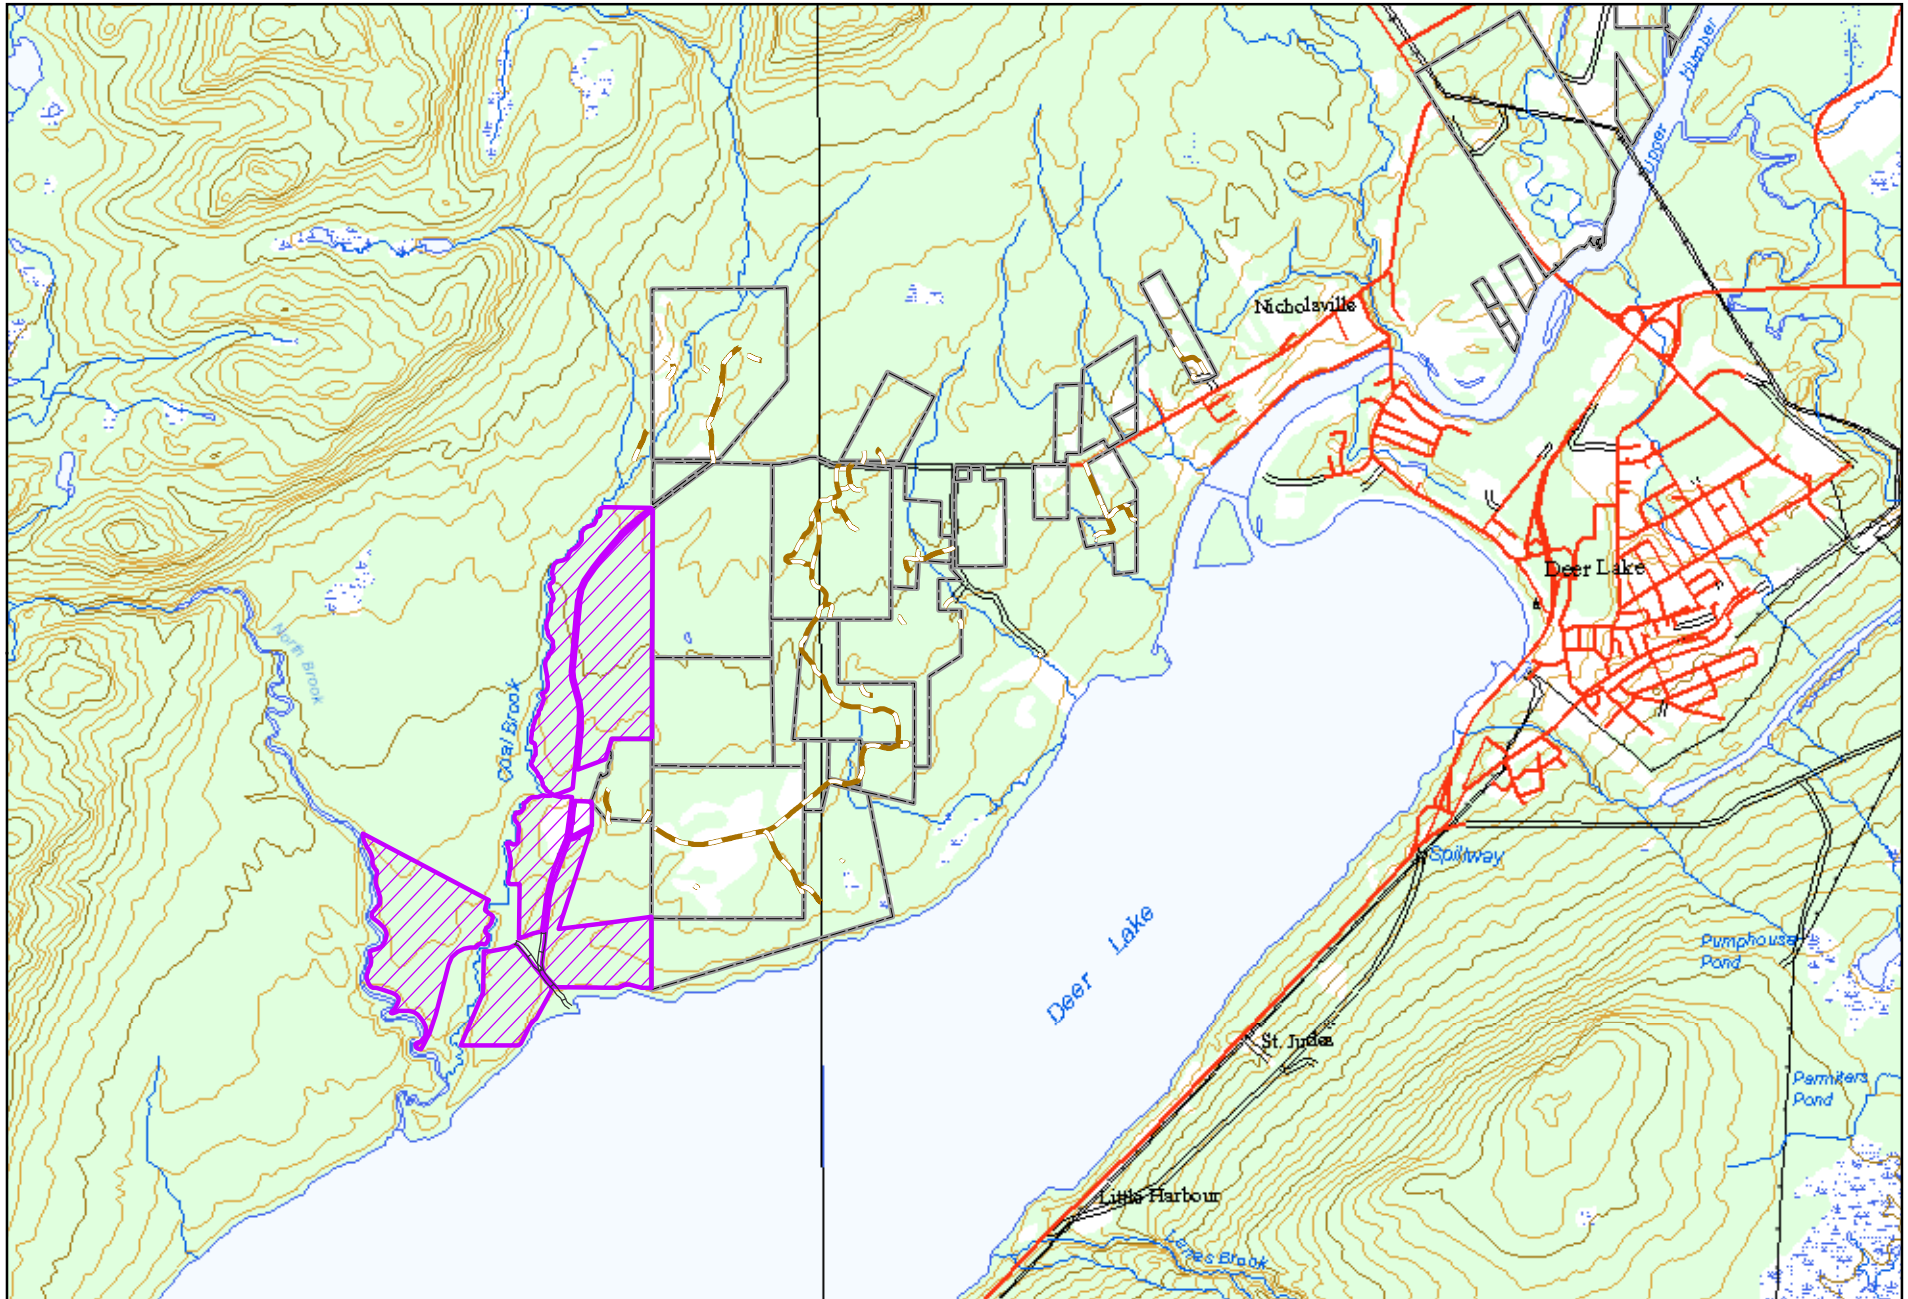 Humber
Upper
Nicholsville
Deer Lake
North Brook
Coal Brook
Spillway
Deer Lake
Pumphouse
Pond
St. Judes
Parmiters
Pond
Little Harbour
Brook